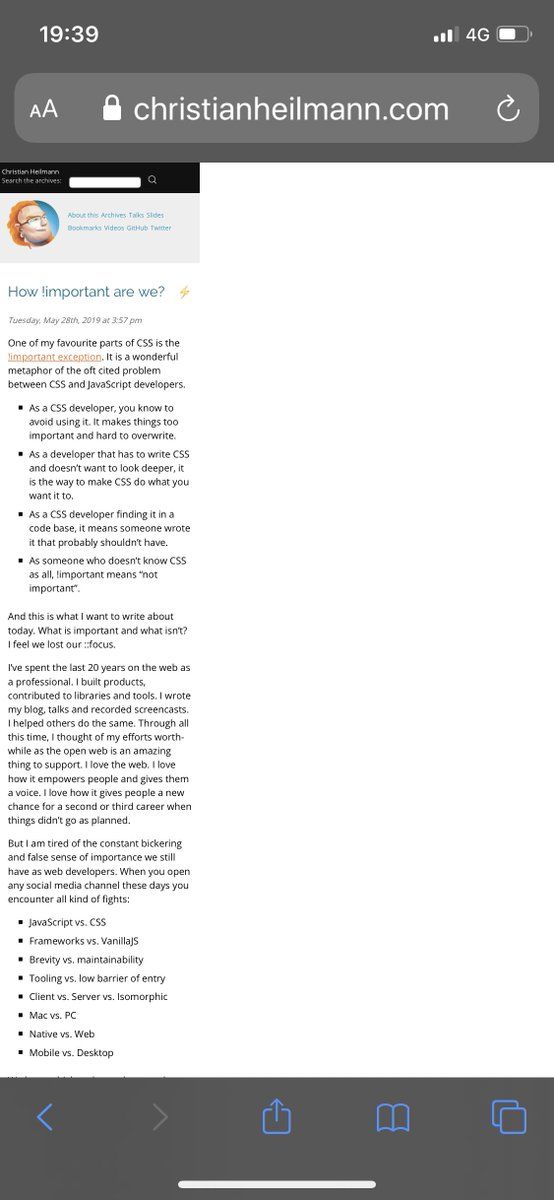 19:39
4G
AA
christianheilmann.com
Christian Heilmann
Search the archives:
About this Archives Talks Slides
Bookmarks Videos GitHub Twitter
How !important are we? ⚡
Tuesday, May 28th, 2019 at 3:57 pm
One of my favourite parts of CSS is the
!important exception. It is a wonderful
metaphor of the oft cited problem
between CSS and JavaScript developers.
▪ As a CSS developer, you know to
avoid using it. It makes things too
important and hard to overwrite.
▪ As a developer that has to write CSS
and doesn't want to look deeper, it
is the way to make CSS do what you
want it to.
▪ As a CSS developer finding it in a
code base, it means someone wrote
it that probably shouldn't have.
▪ As someone who doesn't know CSS
as all, !important means “not
important”.
And this is what I want to write about
today. What is important and what isn't?
I feel we lost our ::focus.
I've spent the last 20 years on the web as
a professional. I built products,
contributed to libraries and tools. I wrote
my blog, talks and recorded screencasts.
I helped others do the same. Through all
this time, I thought of my efforts worth-
while as the open web is an amazing
thing to support. I love the web. I love
how it empowers people and gives them
a voice. I love how it gives people a new
chance for a second or third career when
things didn't go as planned.
But I am tired of the constant bickering
and false sense of importance we still
have as web developers. When you open
any social media channel these days you
encounter all kind of fights:
▪ JavaScript vs. CSS
▪ Frameworks vs. VanillaJS
▪ Brevity vs. maintainability
▪ Tooling vs. low barrier of entry
▪ Client vs. Server vs. Isomorphic
▪ Mac vs. PC
▪ Native vs. Web
▪ Mobile vs. Desktop